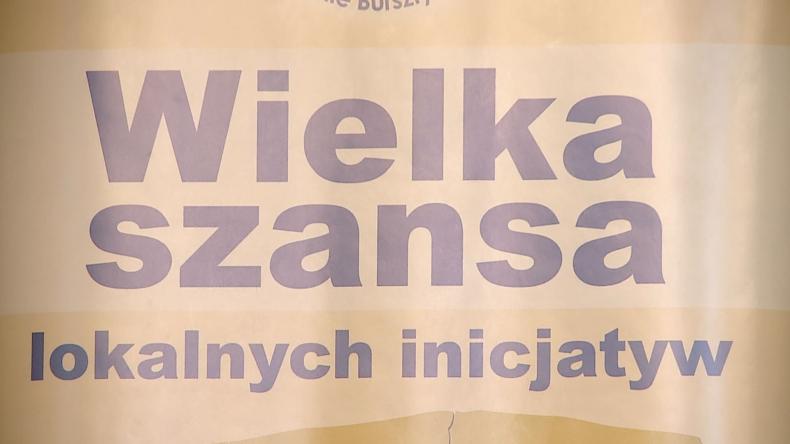 Wielka
szansa
lokalnych inicjatyw